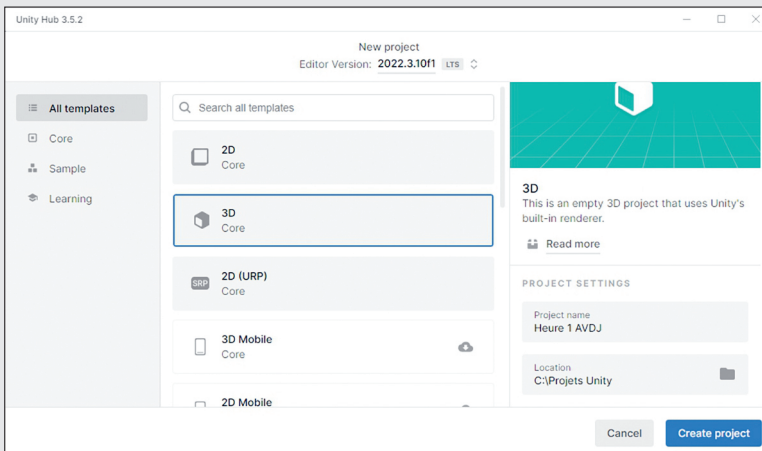 Unity Hub 3.5.2
New project
Editor Version: 2022.3.10f1 LTS
All templates
Core
Sample
Learning
Search all templates
2D
Core
3D
Core
SRP
2D (URP)
Core
3D Mobile
Core
2D Mobile
3D
This is an empty 3D project that uses Unity's
built-in renderer.
Read more
PROJECT SETTINGS
Project name
Heure 1 AVDJ
Location
C:\Projets Unity
Cancel
Create project